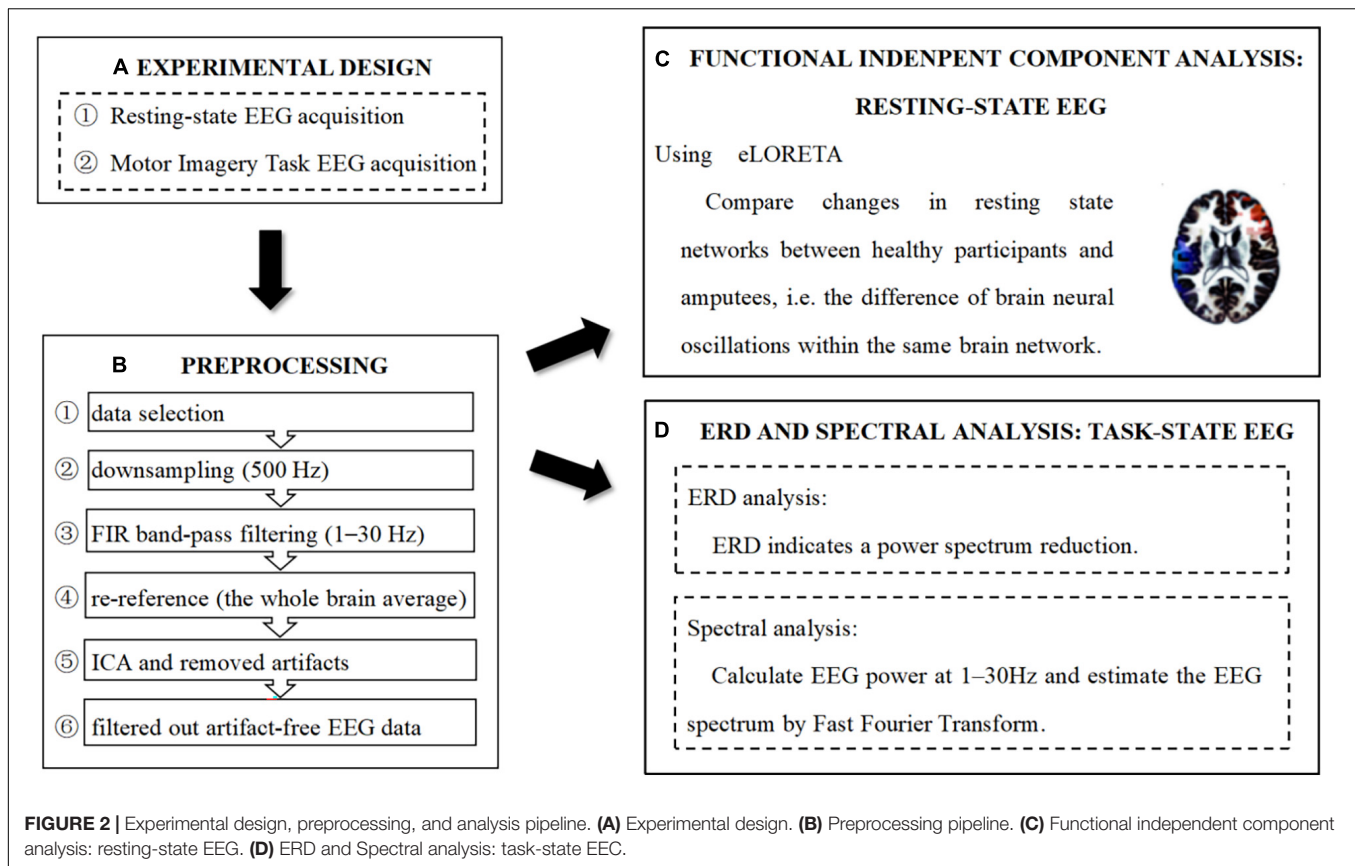 A EXPERIMENTAL DESIGN
① Resting-state EEG acquisition
② Motor Imagery Task EEG acquisition
B PREPROCESSING
① data selection
② downsampling (500 Hz)
③ FIR band-pass filtering (1–30 Hz)
④ re-reference (the whole brain average)
⑤ ICA and removed artifacts
⑥ filtered out artifact-free EEG data
C FUNCTIONAL INDENPENT COMPONENT ANALYSIS:
RESTING-STATE EEG
Using eLORETA
Compare changes in resting state
networks between healthy participants and
amputees, i.e. the difference of brain neural
oscillations within the same brain network.
D ERD AND SPECTRAL ANALYSIS: TASK-STATE EEG
ERD analysis:
ERD indicates a power spectrum reduction.
Spectral analysis:
Calculate EEG power at 1–30Hz and estimate the EEG
spectrum by Fast Fourier Transform.
FIGURE 2 | Experimental design, preprocessing, and analysis pipeline. (A) Experimental design. (B) Preprocessing pipeline. (C) Functional independent component
analysis: resting-state EEG. (D) ERD and Spectral analysis: task-state EEC.